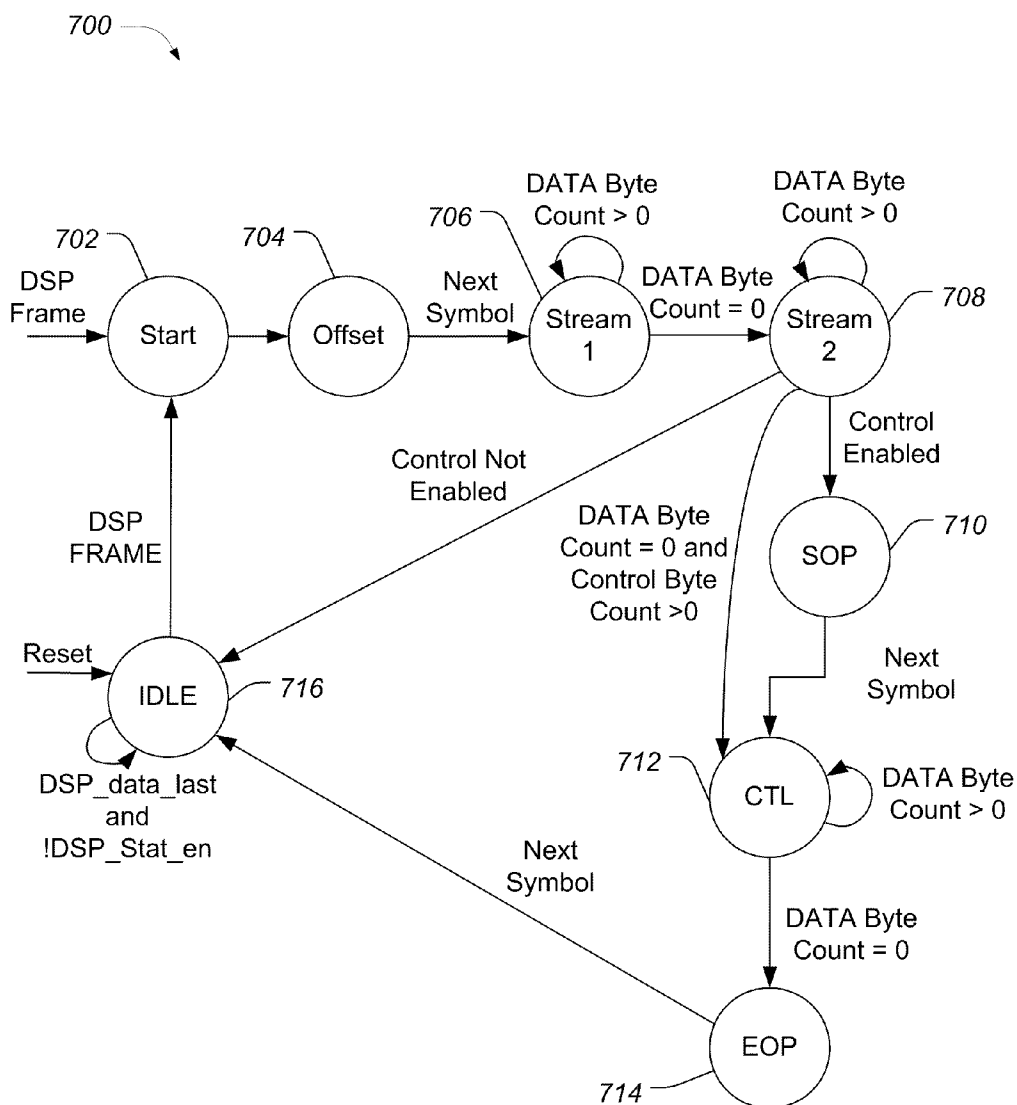 700
DATA Byte
Count > 0
DATA Byte
Count > 0
702
704
706
DSP
Frame
Start
Offset
Next
Symbol
Stream
1
DATA Byte
Count = 0
Stream
2
708
Control Not
Enabled
Control
Enabled
DATA Byte
Count = 0 and
Control Byte
Count >0
SOP
710
DSP
FRAME
Reset
IDLE
716
DSP_data_last
and
!DSP_Stat_en
Next
Symbol
712
CTL
DATA Byte
Count > 0
Next
Symbol
DATA Byte
Count = 0
EOP
714